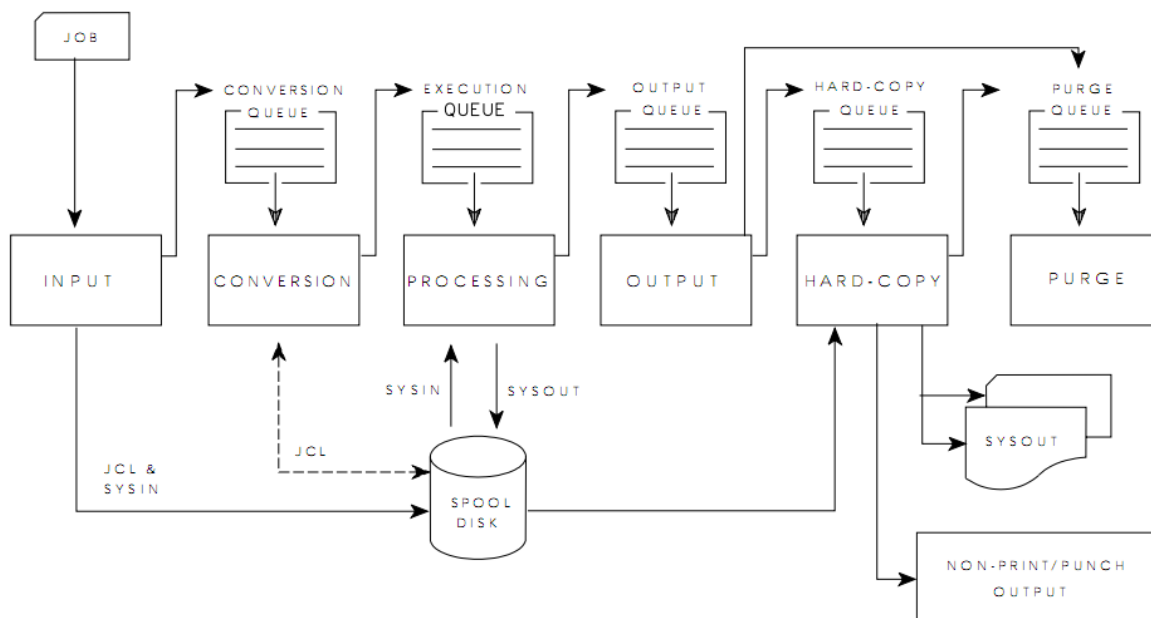 JOB
CONVERSION
QUEUE
EXECUTION
QUEUE
OUTPUT
QUEUE
HARD-COPY
QUEUE
PURGE
QUEUE
INPUT
CONVERSION
PROCESSING
OUTPUT
HARD-COPY
PURGE
SYSIN
SYSOUT
JCL
JCL &
SYSIN
SPOOL
DISK
SYSOUT
NON-PRINT/PUNCH
OUTPUT